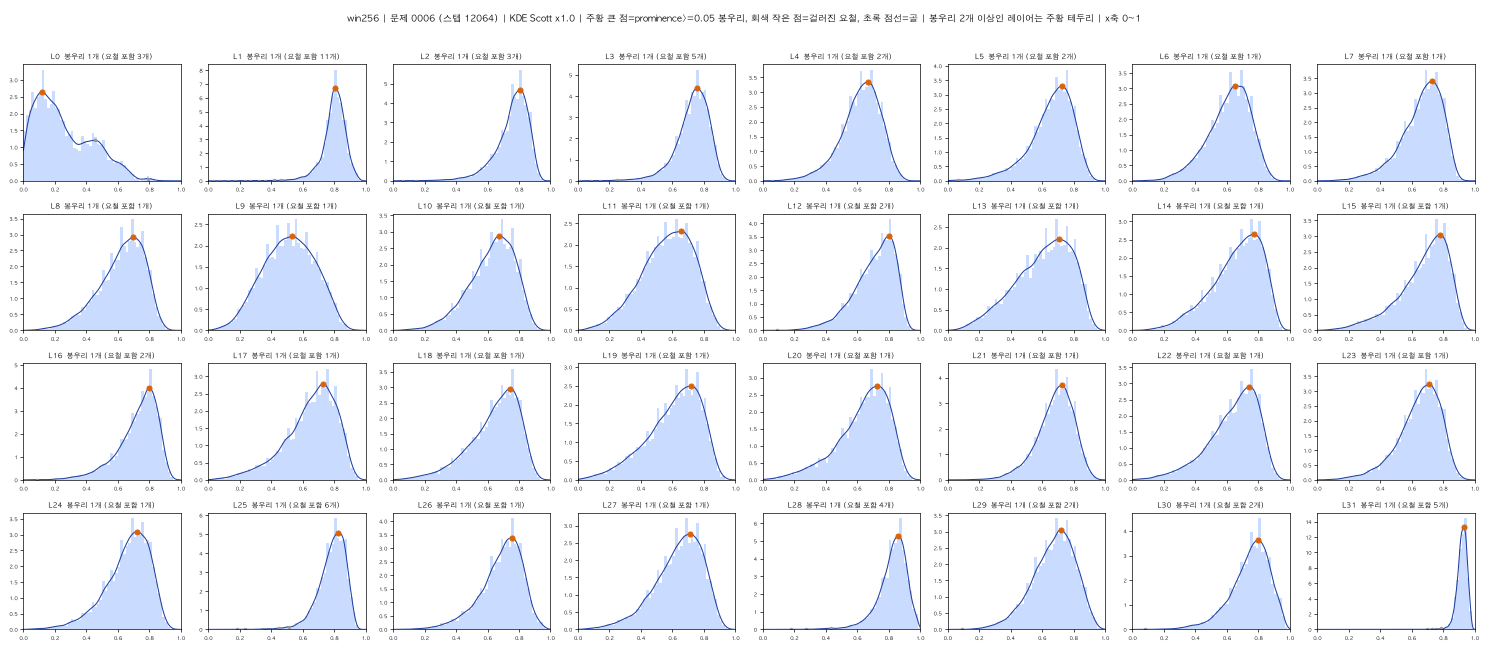 win256 | 문제 0006 (스텝 12064) | KDE Scott x1.0 | 주황 큰 점=prominence>=0.05 봉우리, 회색 작은 점=걸러진 요철, 초록 점선=골 | 봉우리 2개 이상인 레이어는 주황 테두리 | x축 0~1
L0 봉우리 1개 (요철 포함 3개)
L1 봉우리 1개 (요철 포함 11개)
L2 봉우리 1개 (요철 포함 3개)
L3 봉우리 1개 (요철 포함 5개)
L4 봉우리 1개 (요철 포함 2개)
L5 봉우리 1개 (요철 포함 2개)
L6 봉우리 1개 (요철 포함 1개)
L7 봉우리 1개 (요철 포함 1개)
L8 봉우리 1개 (요철 포함 1개)
L9 봉우리 1개 (요철 포함 1개)
L10 봉우리 1개 (요철 포함 1개)
L11 봉우리 1개 (요철 포함 1개)
L12 봉우리 1개 (요철 포함 2개)
L13 봉우리 1개 (요철 포함 1개)
L14 봉우리 1개 (요철 포함 1개)
L15 봉우리 1개 (요철 포함 1개)
L16 봉우리 1개 (요철 포함 2개)
L17 봉우리 1개 (요철 포함 1개)
L18 봉우리 1개 (요철 포함 1개)
L19 봉우리 1개 (요철 포함 1개)
L20 봉우리 1개 (요철 포함 1개)
L21 봉우리 1개 (요철 포함 1개)
L22 봉우리 1개 (요철 포함 1개)
L23 봉우리 1개 (요철 포함 1개)
L24 봉우리 1개 (요철 포함 1개)
L25 봉우리 1개 (요철 포함 6개)
L26 봉우리 1개 (요철 포함 2개)
L27 봉우리 1개 (요철 포함 1개)
L28 봉우리 1개 (요철 포함 4개)
L29 봉우리 1개 (요철 포함 2개)
L30 봉우리 1개 (요철 포함 2개)
L31 봉우리 1개 (요철 포함 5개)